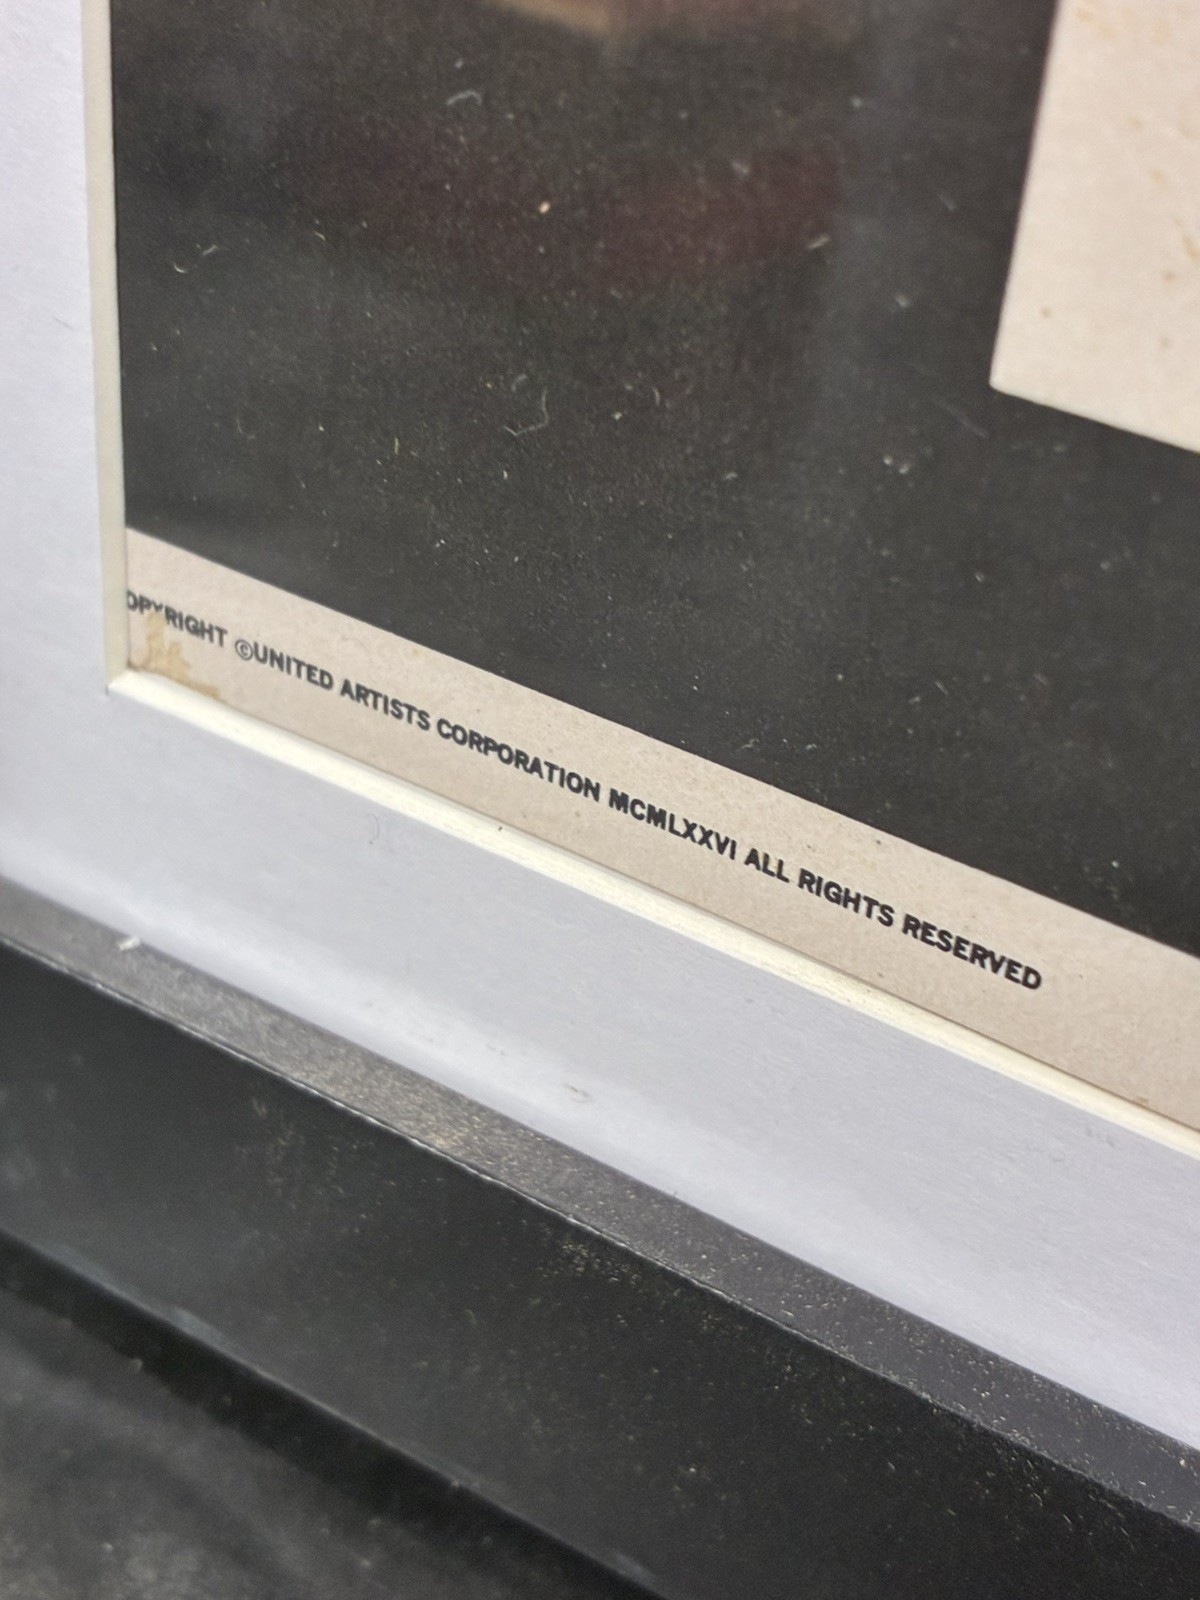 OPYRIGHT ©UNITED ARTISTS CORPORATION MCMLXXVI ALL RIGHTS RESERVED